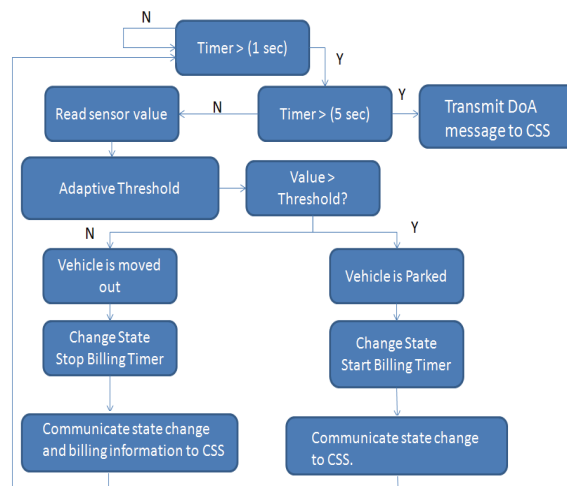 N
Timer > (1 sec)
Y
Read sensor value
N
Timer > (5 sec)
Y
Transmit DoA
message to CSS
Adaptive Threshold
Value >
Threshold?
N
Y
Vehicle is moved
out
Vehicle is Parked
Change State
Stop Billing Timer
Change State
Start Billing Timer
Communicate state change
and billing information to CSS
Communicate state change
to CSS.